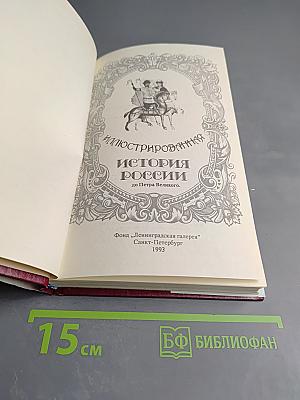 ИЛЛЮСТРИРОВАННАЯ
ИСТОРИЯ
РОССИИ
до Петра Великого.
Фонд „Ленинградская галерея"
Санкт-Петербург
1993
15 см
БФ БИБЛИОФАН